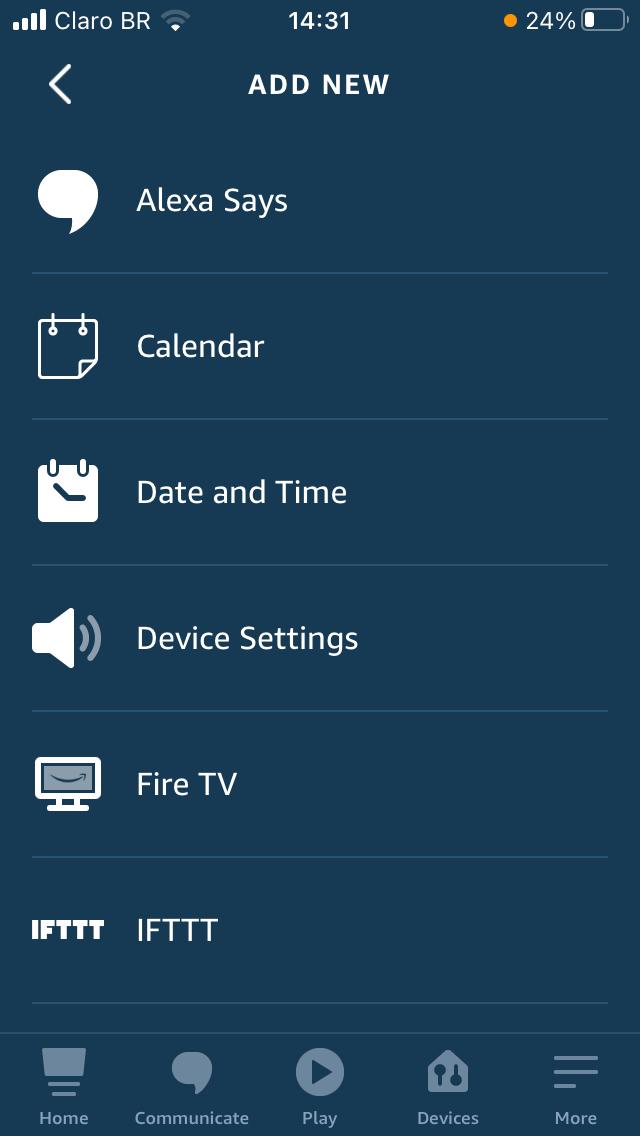 Claro BR 14:31 24%
ADD NEW
Alexa Says
Calendar
Date and Time
Device Settings
Fire TV
IFTTT IFTTT
Home Communicate Play Devices More